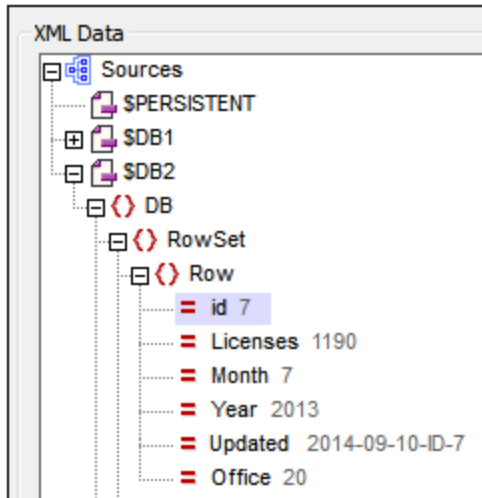 XML Data
Sources
$PERSISTENT
$DB1
$DB2
DB
RowSet
Row
id 7
Licenses 1190
Month 7
Year 2013
Updated 2014-09-10-ID-7
Office 20